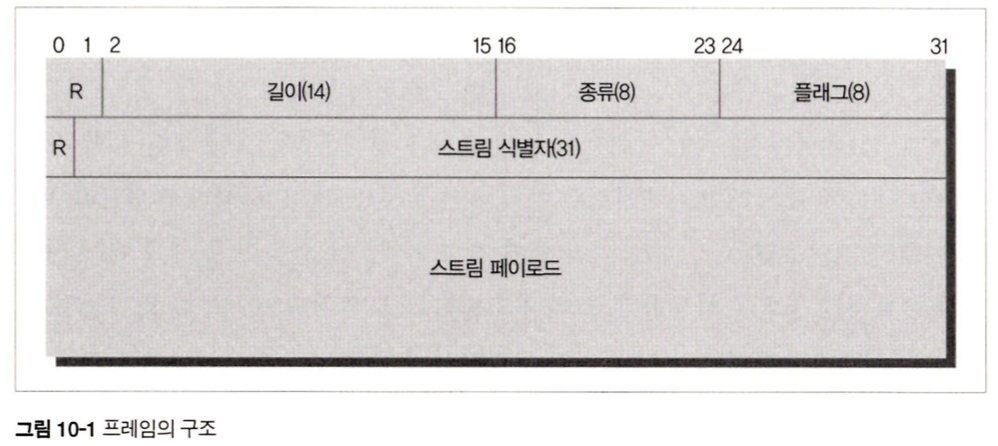 0 1 2 15 16 23 24 31
R 길이(14) 종류(8) 플래그(8)
R 스트림 식별자(31)
스트림 페이로드
그림 10-1 프레임의 구조